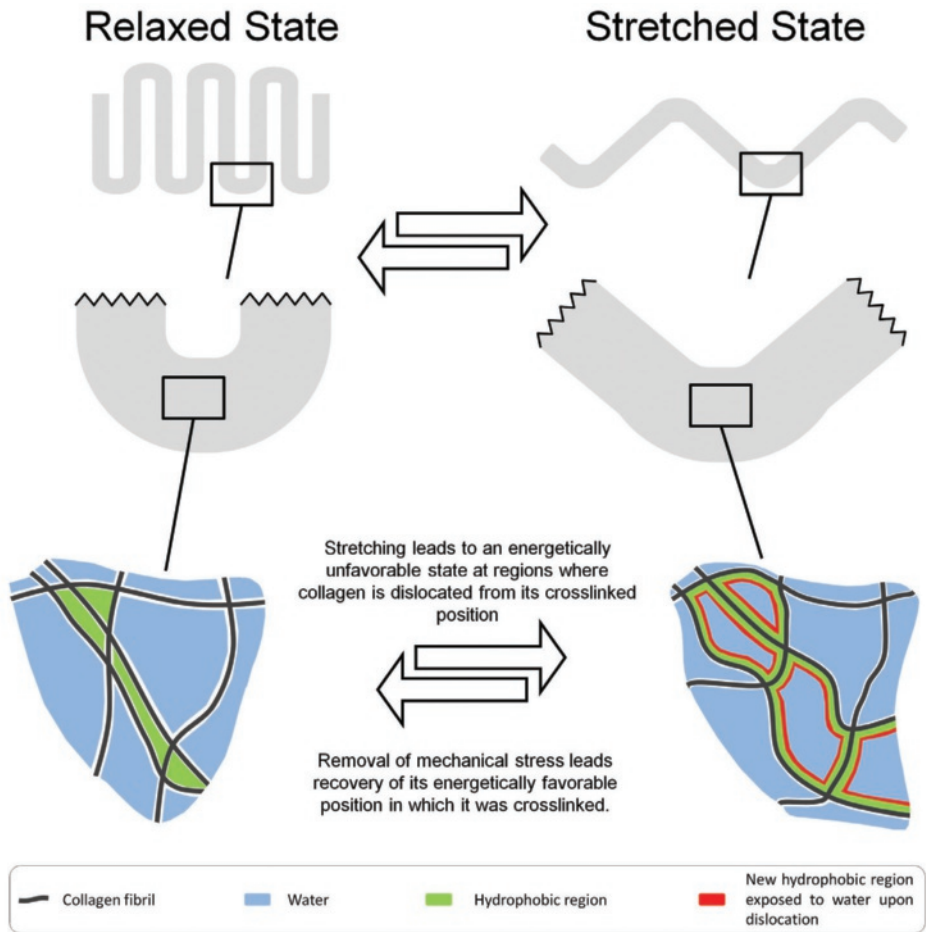 Relaxed State
Stretched State
Stretching leads to an energetically
unfavorable state at regions where
collagen is dislocated from its crosslinked
position
Removal of mechanical stress leads
recovery of its energetically favorable
position in which it was crosslinked.
Collagen fibril
Water
Hydrophobic region
New hydrophobic region
exposed to water upon
dislocation